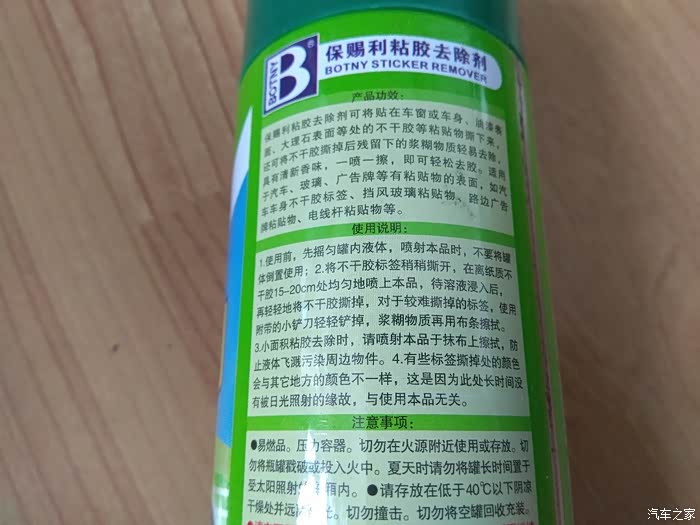 BOTNY
B
®
保赐利粘胶去除剂
BOTNY STICKER REMOVER
产品功效：
保赐利粘胶去除剂可将贴在车窗或车身、油漆表
面、大理石表面等处的不干胶等粘贴物撕下来，
还可将不干胶撕掉后残留下的浆糊物质轻易去除，
具有清新香味，一喷一擦，即可轻松去胶。适用
于汽车、玻璃、广告牌等有粘贴物的表面，如汽
车车身不干胶标签、挡风玻璃粘贴物、路边广告
牌粘贴物、电线杆粘贴物等。
使用说明：
1.使用前，先摇匀罐内液体，喷射本品时，不要将罐
体倒置使用；2.将不干胶标签稍稍撕开，在离纸质不
干胶15-20cm处均匀地喷上本品，待溶液浸入后，
再轻轻地将不干胶撕掉，对于较难撕掉的标签，使用
附带的小铲刀轻轻铲掉，浆糊物质再用布条擦拭。
3.小面积粘胶去除时，请喷射本品于抹布上擦拭，防
止液体飞溅污染周边物件。4.有些标签撕掉处的颜色
会与其它地方的颜色不一样，这是因为此处长时间没
有被日光照射的缘故，与使用本品无关。
注意事项：
●易燃品。压力容器。切勿在火源附近使用或存放。切
勿将瓶罐戳破或投入火中。夏天时请勿将罐长时间置于
受太阳照射的车厢内。●请存放在低于40℃以下阴凉
干燥处并远离 切勿撞击。切勿将空罐回收充装。
汽车之家